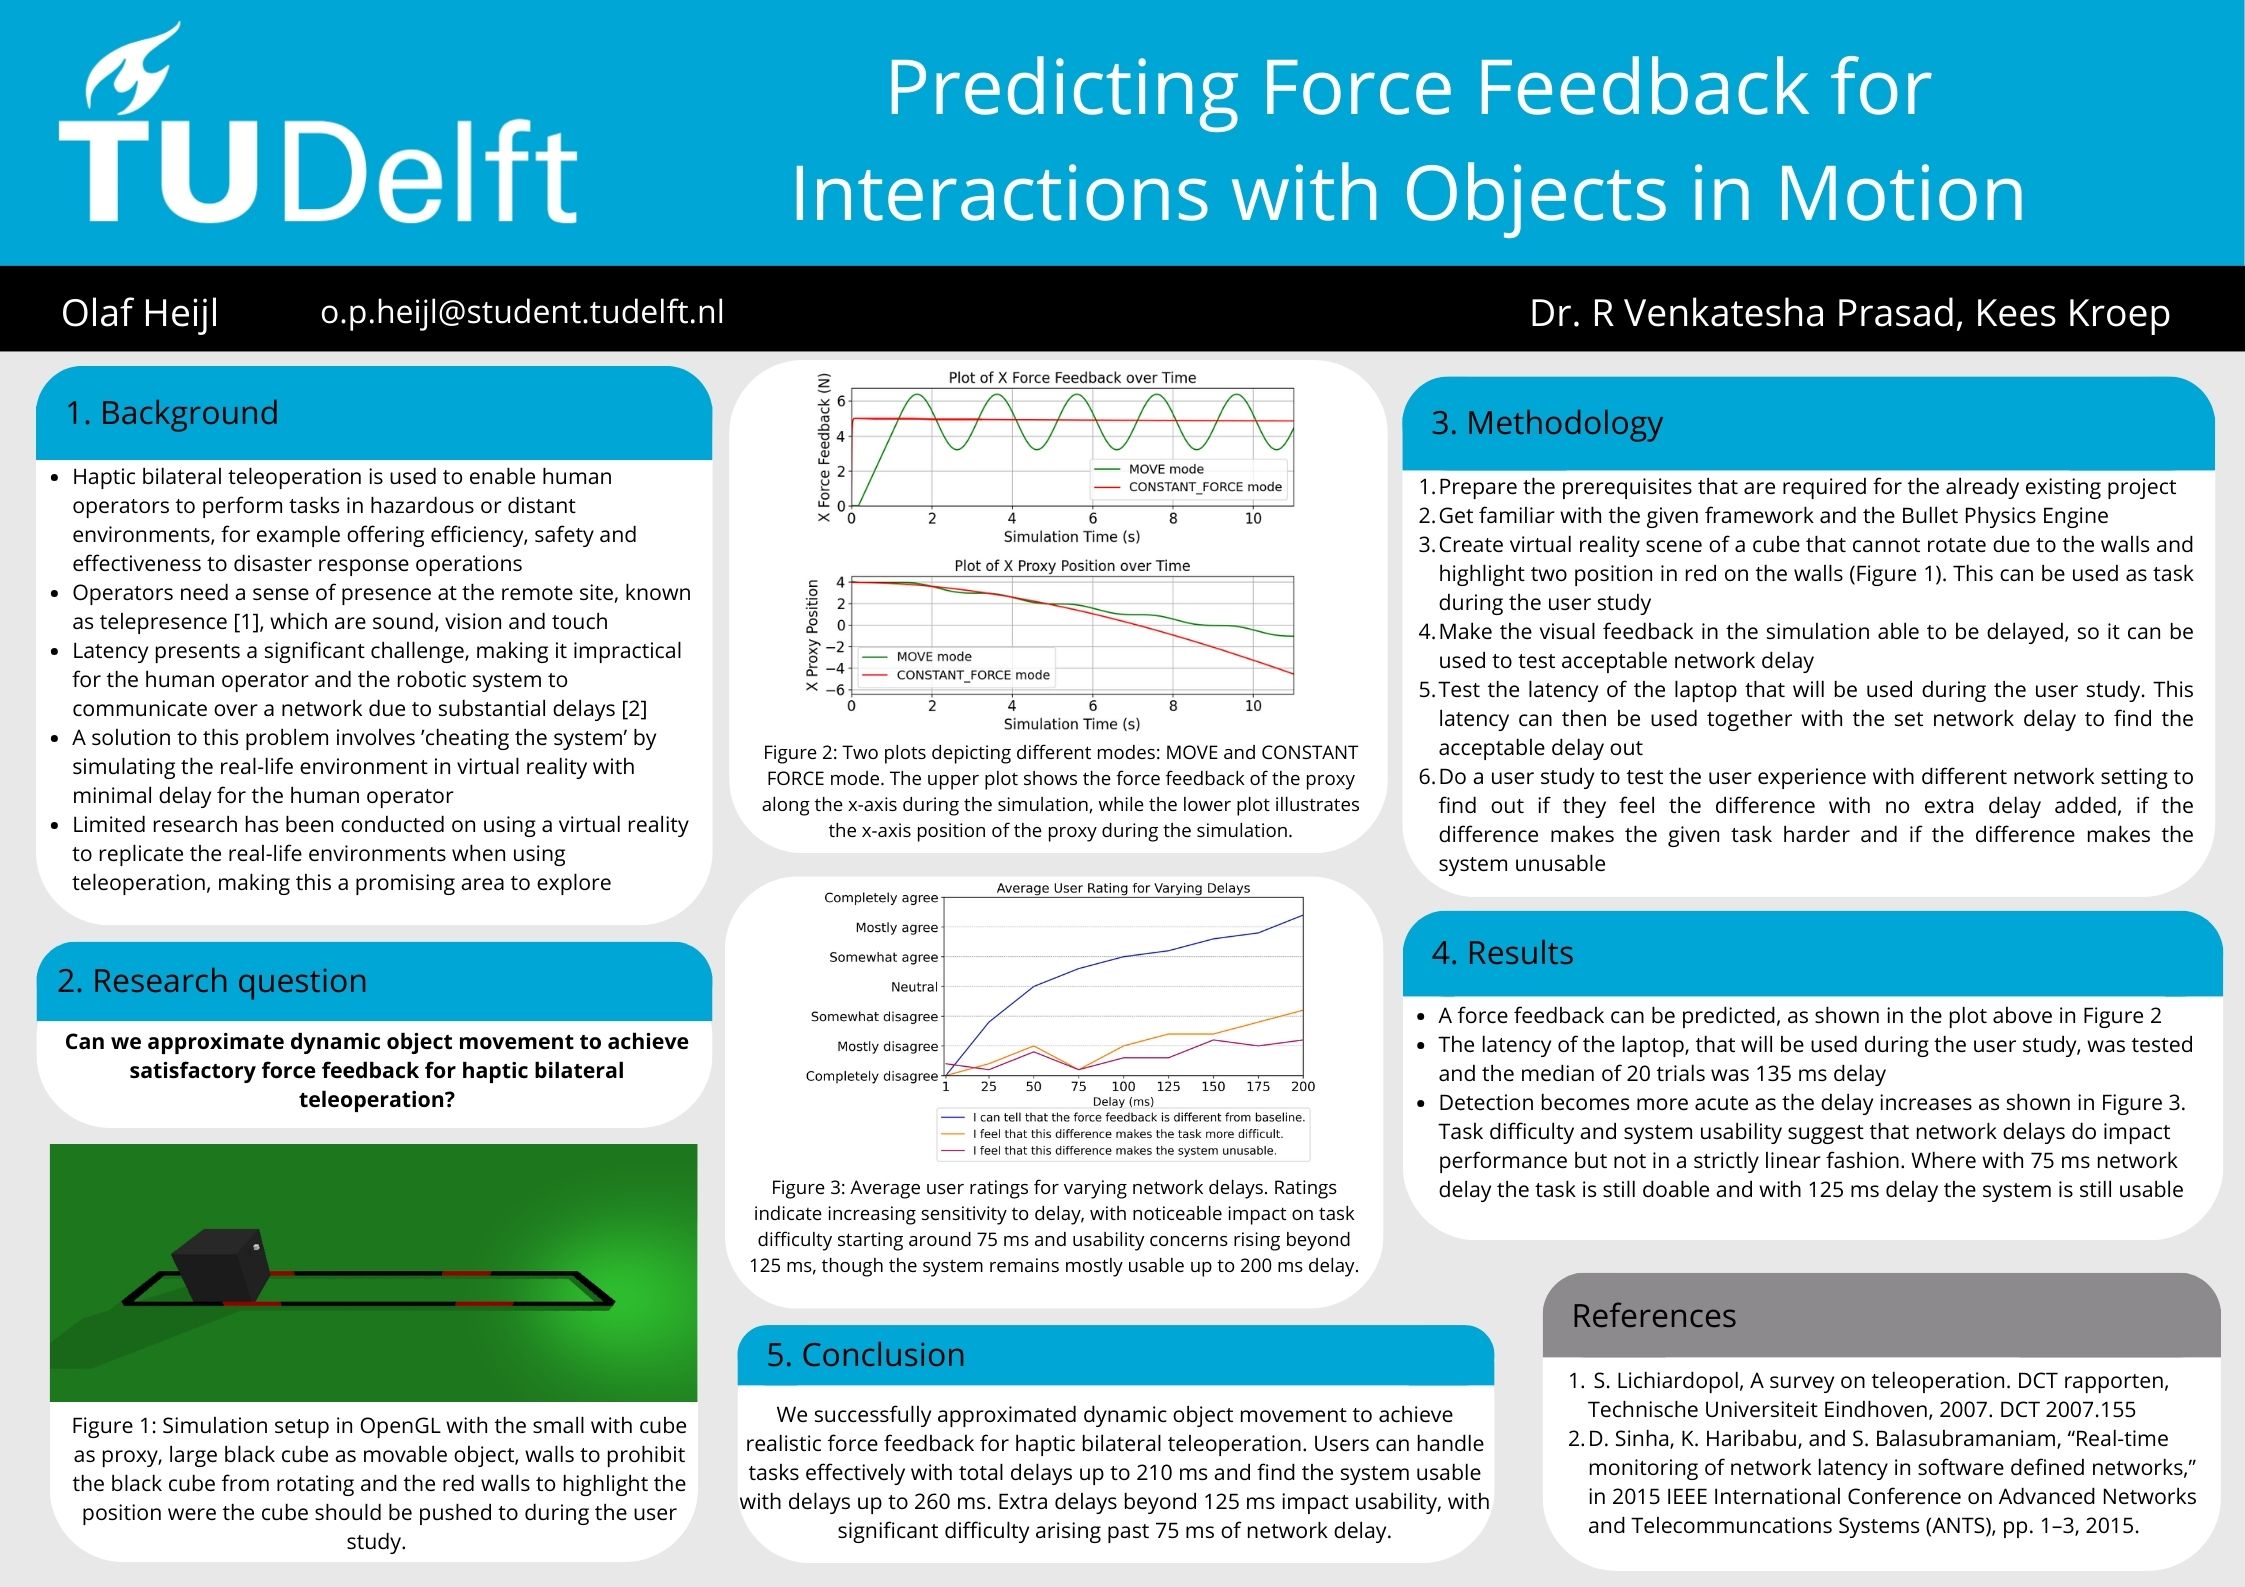 TUDelft
Predicting Force Feedback for
Interactions with Objects in Motion
Olaf Heijl
o.p.heijl@student.tudelft.nl
Dr. R Venkatesha Prasad, Kees Kroep
1. Background
• Haptic bilateral teleoperation is used to enable human
operators to perform tasks in hazardous or distant
environments, for example offering efficiency, safety and
effectiveness to disaster response operations
• Operators need a sense of presence at the remote site, known
as telepresence [1], which are sound, vision and touch
• Latency presents a significant challenge, making it impractical
for the human operator and the robotic system to
communicate over a network due to substantial delays [2]
• A solution to this problem involves ’cheating the system’ by
simulating the real-life environment in virtual reality with
minimal delay for the human operator
• Limited research has been conducted on using a virtual reality
to replicate the real-life environments when using
teleoperation, making this a promising area to explore
2. Research question
Can we approximate dynamic object movement to achieve
satisfactory force feedback for haptic bilateral
teleoperation?
Figure 1: Simulation setup in OpenGL with the small with cube
as proxy, large black cube as movable object, walls to prohibit
the black cube from rotating and the red walls to highlight the
position were the cube should be pushed to during the user
study.
Plot of X Force Feedback over Time
X Force Feedback (N)
6
4
2
0
MOVE mode
CONSTANT_FORCE mode
0 2 4 6 8 10
Simulation Time (s)
Plot of X Proxy Position over Time
X Proxy Position
4
2
0
−2
−4
−6
MOVE mode
CONSTANT_FORCE mode
0 2 4 6 8 10
Simulation Time (s)
Figure 2: Two plots depicting different modes: MOVE and CONSTANT
FORCE mode. The upper plot shows the force feedback of the proxy
along the x-axis during the simulation, while the lower plot illustrates
the x-axis position of the proxy during the simulation.
Average User Rating for Varying Delays
Completely agree
Mostly agree
Somewhat agree
Neutral
Somewhat disagree
Mostly disagree
Completely disagree
1 25 50 75 100 125 150 175 200
Delay (ms)
I can tell that the force feedback is different from baseline.
I feel that this difference makes the task more difficult.
I feel that this difference makes the system unusable.
Figure 3: Average user ratings for varying network delays. Ratings
indicate increasing sensitivity to delay, with noticeable impact on task
difficulty starting around 75 ms and usability concerns rising beyond
125 ms, though the system remains mostly usable up to 200 ms delay.
3. Methodology
1. Prepare the prerequisites that are required for the already existing project
2. Get familiar with the given framework and the Bullet Physics Engine
3. Create virtual reality scene of a cube that cannot rotate due to the walls and
highlight two position in red on the walls (Figure 1). This can be used as task
during the user study
4. Make the visual feedback in the simulation able to be delayed, so it can be
used to test acceptable network delay
5. Test the latency of the laptop that will be used during the user study. This
latency can then be used together with the set network delay to find the
acceptable delay out
6. Do a user study to test the user experience with different network setting to
find out if they feel the difference with no extra delay added, if the
difference makes the given task harder and if the difference makes the
system unusable
4. Results
• A force feedback can be predicted, as shown in the plot above in Figure 2
• The latency of the laptop, that will be used during the user study, was tested
and the median of 20 trials was 135 ms delay
• Detection becomes more acute as the delay increases as shown in Figure 3.
Task difficulty and system usability suggest that network delays do impact
performance but not in a strictly linear fashion. Where with 75 ms network
delay the task is still doable and with 125 ms delay the system is still usable
5. Conclusion
We successfully approximated dynamic object movement to achieve
realistic force feedback for haptic bilateral teleoperation. Users can handle
tasks effectively with total delays up to 210 ms and find the system usable
with delays up to 260 ms. Extra delays beyond 125 ms impact usability, with
significant difficulty arising past 75 ms of network delay.
References
1. S. Lichiardopol, A survey on teleoperation. DCT rapporten,
Technische Universiteit Eindhoven, 2007. DCT 2007.155
2. D. Sinha, K. Haribabu, and S. Balasubramaniam, “Real-time
monitoring of network latency in software defined networks,”
in 2015 IEEE International Conference on Advanced Networks
and Telecommuncations Systems (ANTS), pp. 1–3, 2015.